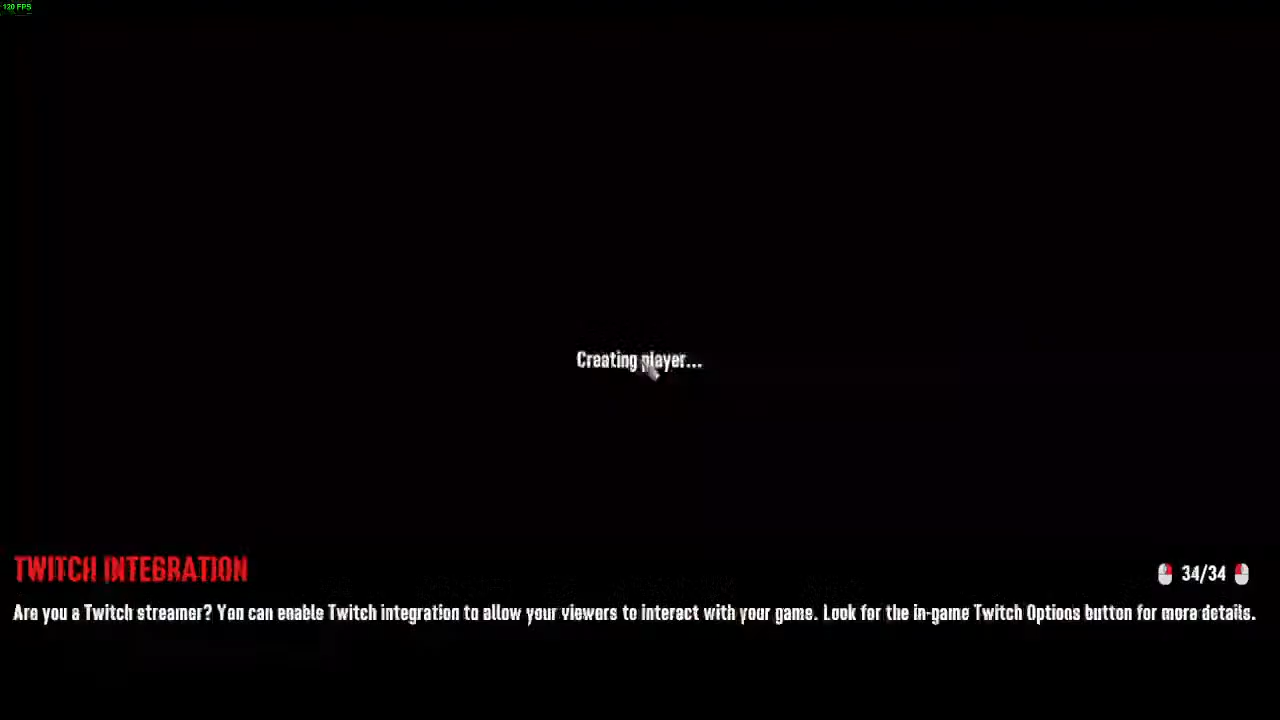 120 FPS
Creating player...
TWITCH INTEGRATION
34/34
Are you a Twitch streamer? You can enable Twitch integration to allow your viewers to interact with your game. Look for the in-game Twitch Options button for more details.